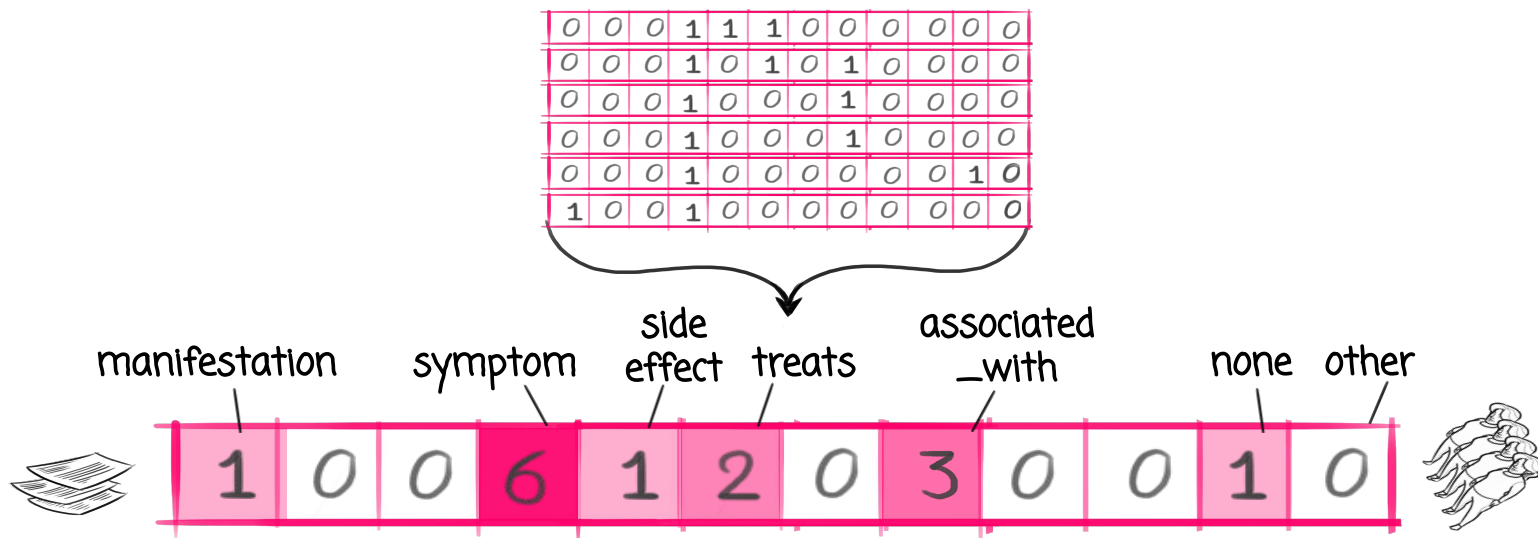 0 0 0 1 1 1 0 0 0 0 0 0
0 0 0 1 0 1 0 1 0 0 0 0
0 0 0 1 0 0 0 1 0 0 0 0
0 0 0 1 0 0 0 1 0 0 0 0
0 0 0 1 0 0 0 0 0 0 1 0
1 0 0 1 0 0 0 0 0 0 0 0
manifestation
symptom
side
effect
treats
associated
_with
none
other
1 0 0 6 1 2 0 3 0 0 1 0